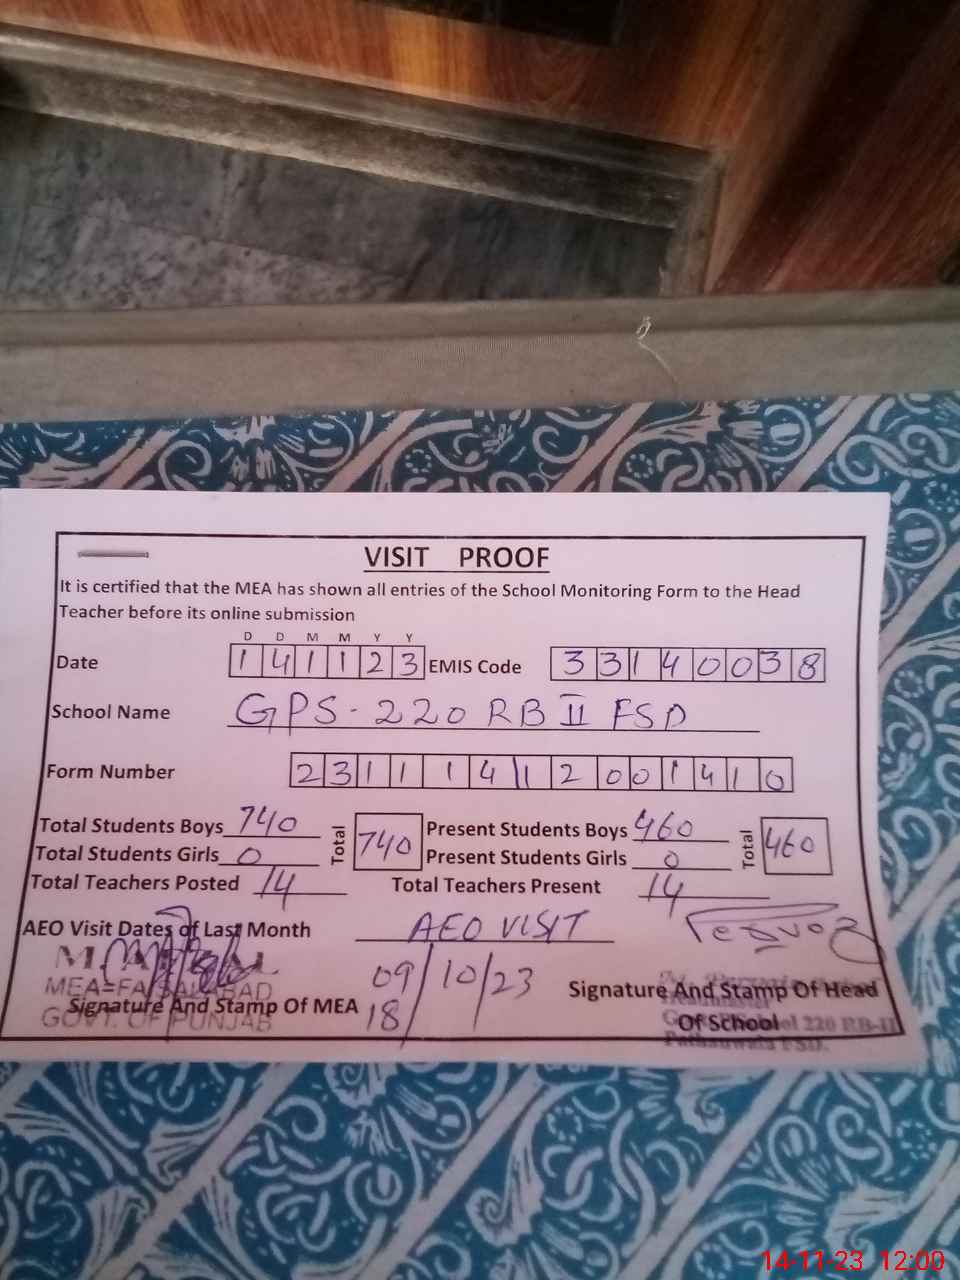 VISIT PROOF
It is certified that the MEA has shown all entries of the School Monitoring Form to the Head
Teacher before its online submission
D D M M Y Y
Date 1 4 1 1 2 3 EMIS Code 3 3 1 4 0 0 3 8
School Name GPS-220 RB II FSD
Form Number 2 3 1 1 1 4 1 2 0 0 1 4 1 0
Total Students Boys 740 Total 740 Present Students Boys 460 Total 460
Total Students Girls 0 Present Students Girls 0
Total Teachers Posted 14 Total Teachers Present 14
AEO Visit Dates of Last Month AEO VISIT
09/10/23
18
MEA-FAISALABAD
Signature And Stamp Of MEA Signature And Stamp Of Head
GOVT. OF PUNJAB Of School
220 RB-II
FSD.
14-11-23 12:00